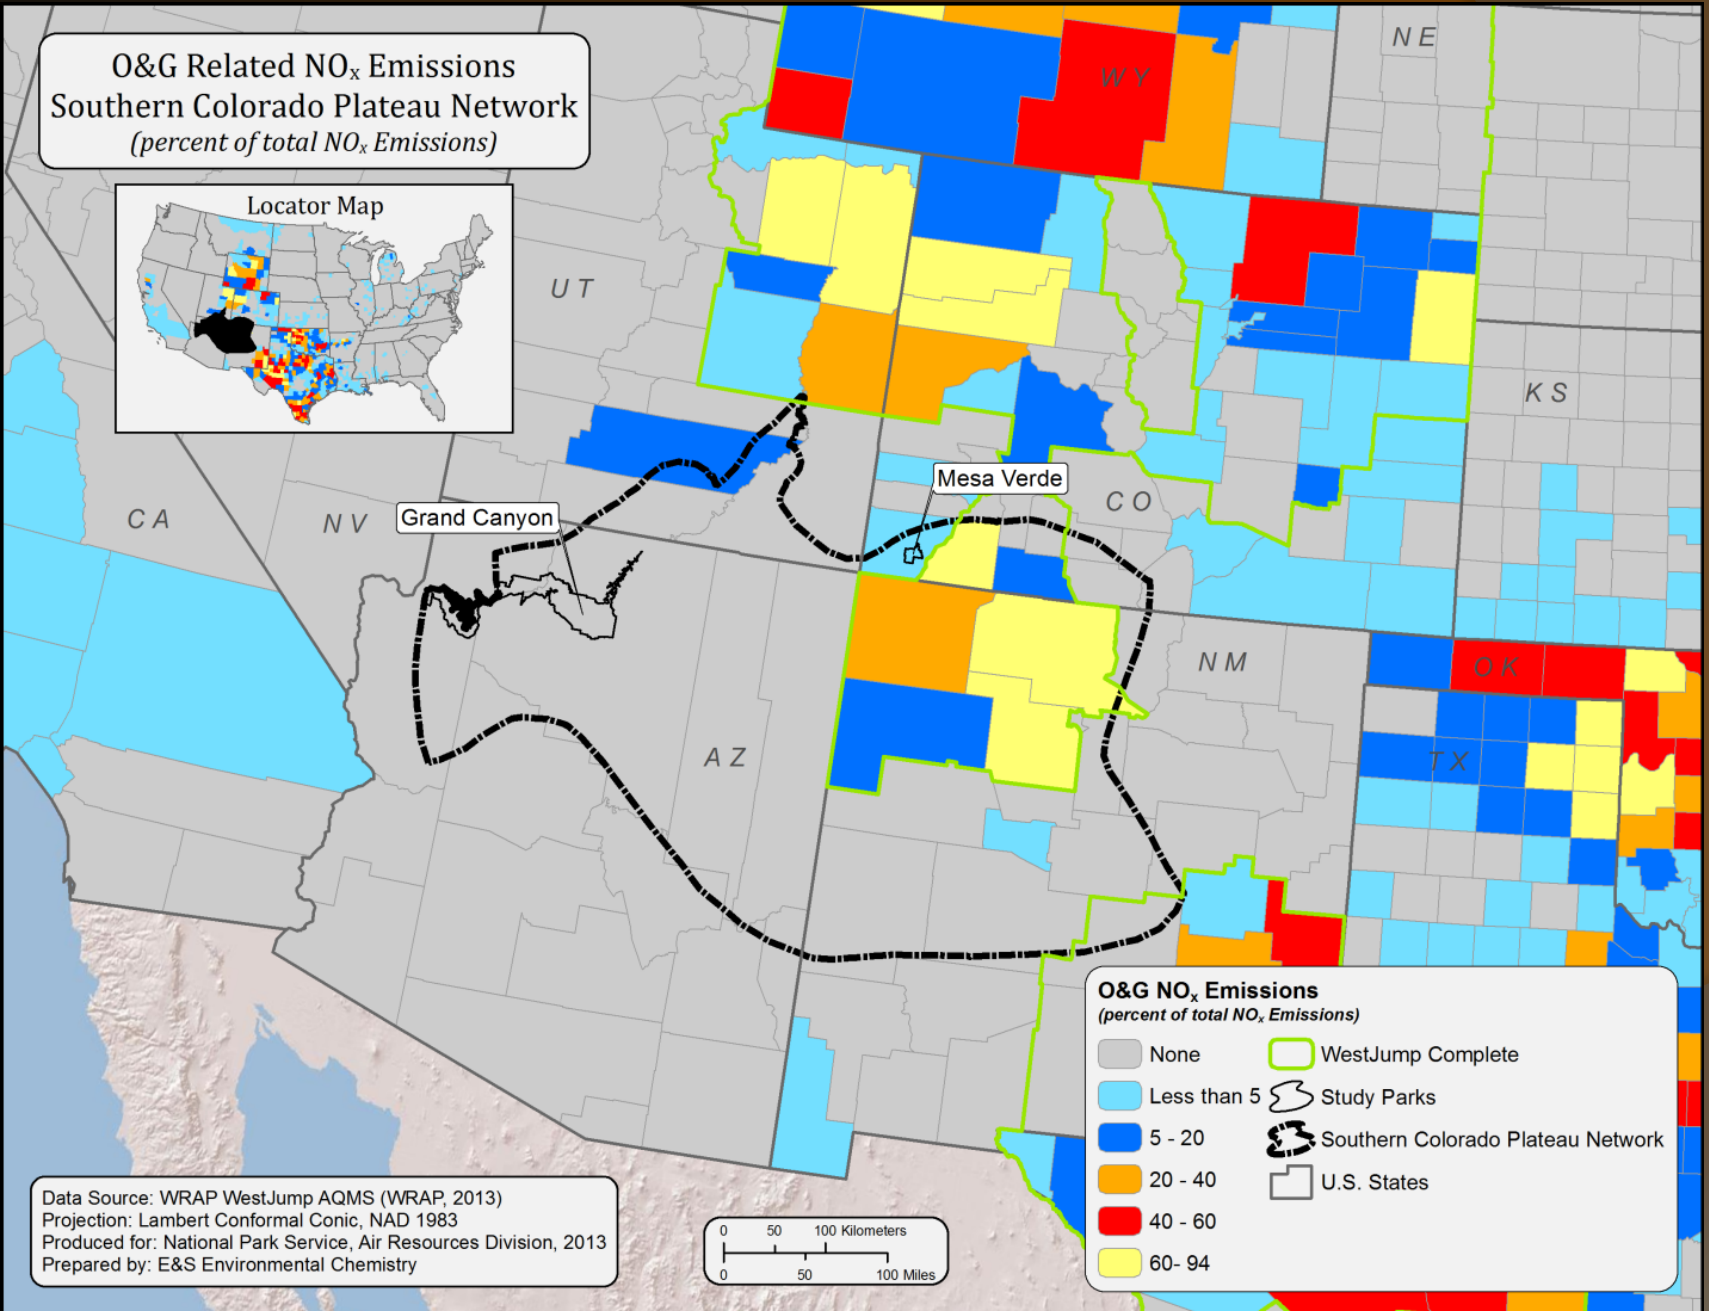 O&G Related NOx Emissions
Southern Colorado Plateau Network
(percent of total NOx Emissions)
Locator Map
NE
WY
UT
KS
CA
NV
CO
Mesa Verde
Grand Canyon
NM
OK
AZ
TX
O&G NOx Emissions
(percent of total NOx Emissions)
None
Less than 5
5 - 20
20 - 40
40 - 60
60- 94
WestJump Complete
Study Parks
Southern Colorado Plateau Network
U.S. States
Data Source: WRAP WestJump AQMS (WRAP, 2013)
Projection: Lambert Conformal Conic, NAD 1983
Produced for: National Park Service, Air Resources Division, 2013
Prepared by: E&S Environmental Chemistry
0 50 100 Kilometers
0 50 100 Miles